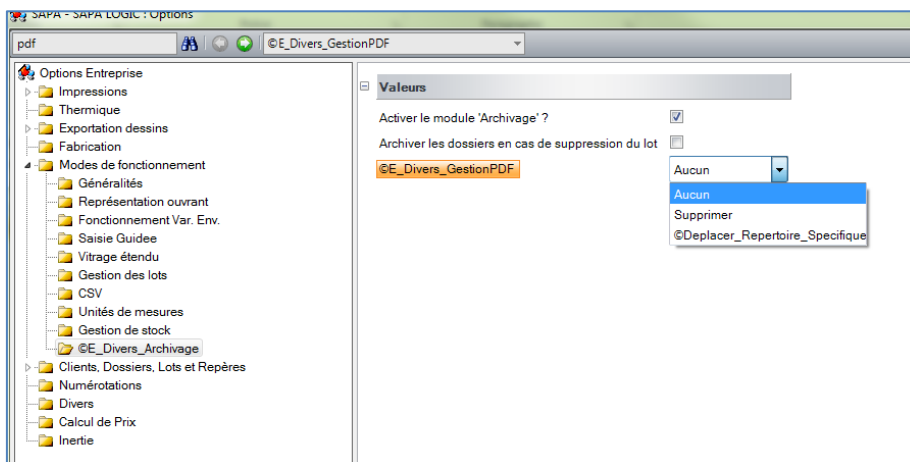 SAPA - SAPA LOGIC : Options
pdf
©E_Divers_GestionPDF
Options Entreprise
Impressions
Thermique
Exportation dessins
Fabrication
Modes de fonctionnement
Généralités
Représentation ouvrant
Fonctionnement Var. Env.
Saisie Guidee
Vitrage étendu
Gestion des lots
CSV
Unités de mesures
Gestion de stock
©E_Divers_Archivage
Clients, Dossiers, Lots et Repères
Numérotations
Divers
Calcul de Prix
Inertie
Valeurs
Activer le module 'Archivage' ?
Archiver les dossiers en cas de suppression du lot
©E_Divers_GestionPDF
Aucun
Aucun
Supprimer
©Deplacer_Repertoire_Specifique